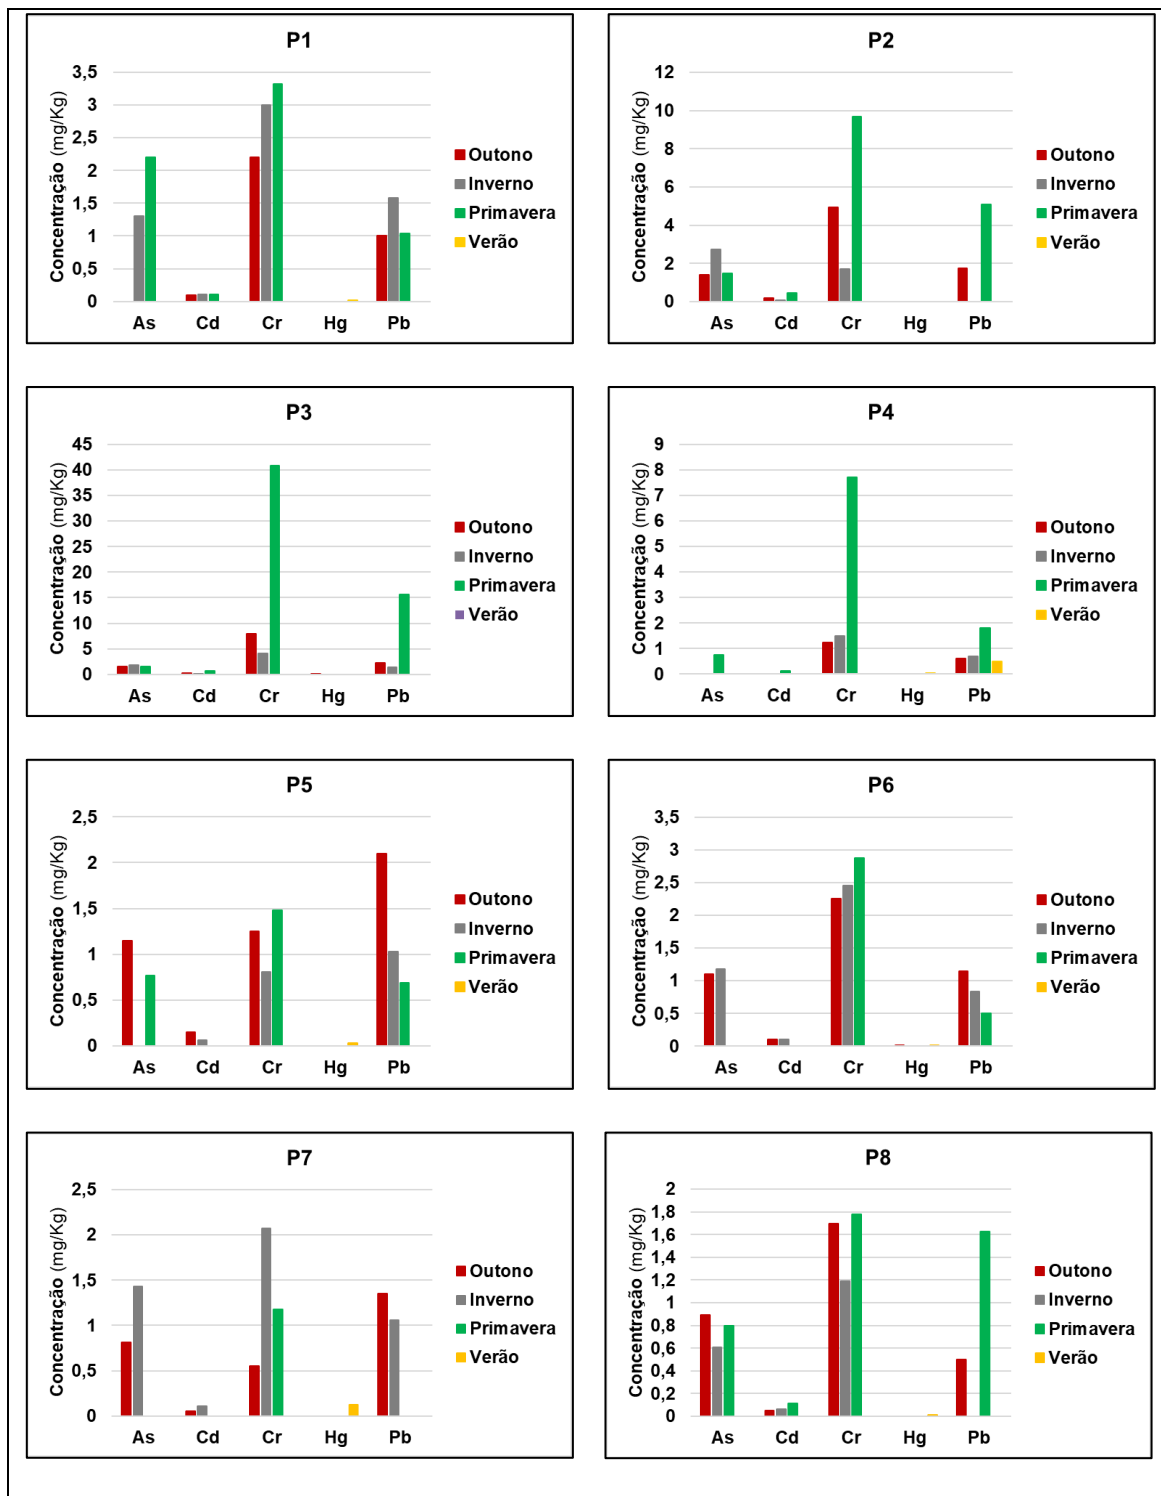 P1
Concentração (mg/Kg)
3,5
3
2,5
2
1,5
1
0,5
0
As Cd Cr Hg Pb
Outono
Inverno
Primavera
Verão
P2
Concentração (mg/Kg)
12
10
8
6
4
2
0
As Cd Cr Hg Pb
Outono
Inverno
Primavera
Verão
P3
Concentração (mg/Kg)
45
40
35
30
25
20
15
10
5
0
As Cd Cr Hg Pb
Outono
Inverno
Primavera
Verão
P4
Concentração (mg/Kg)
9
8
7
6
5
4
3
2
1
0
As Cd Cr Hg Pb
Outono
Inverno
Primavera
Verão
P5
Concentração (mg/Kg)
2,5
2
1,5
1
0,5
0
As Cd Cr Hg Pb
Outono
Inverno
Primavera
Verão
P6
Concentração (mg/Kg)
3,5
3
2,5
2
1,5
1
0,5
0
As Cd Cr Hg Pb
Outono
Inverno
Primavera
Verão
P7
Concentração (mg/Kg)
2,5
2
1,5
1
0,5
0
As Cd Cr Hg Pb
Outono
Inverno
Primavera
Verão
P8
Concentração (mg/Kg)
2
1,8
1,6
1,4
1,2
1
0,8
0,6
0,4
0,2
0
As Cd Cr Hg Pb
Outono
Inverno
Primavera
Verão